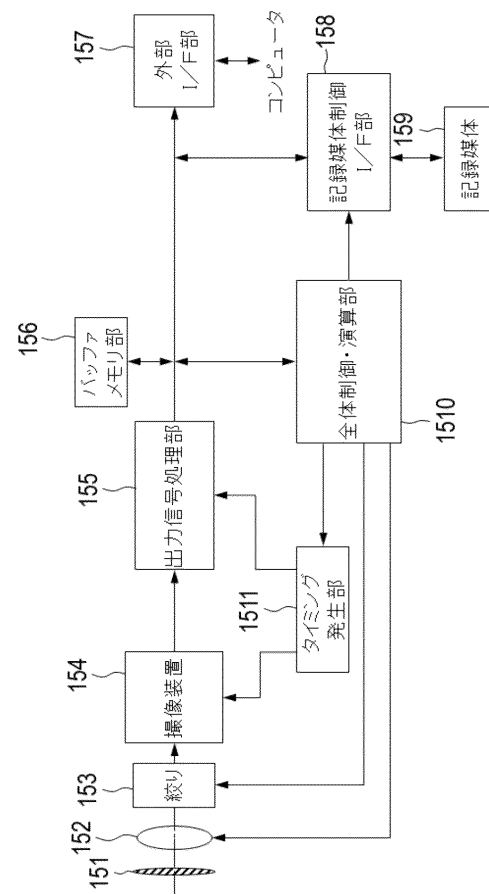 151
152
153
絞り
154
撮像装置
155
出力信号処理部
156
バッファ
メモリ部
157
外部
I/F部
コンピュータ
158
記録媒体制御
I/F部
159
記録媒体
全体制御・演算部
1510
1511
タイミング
発生部